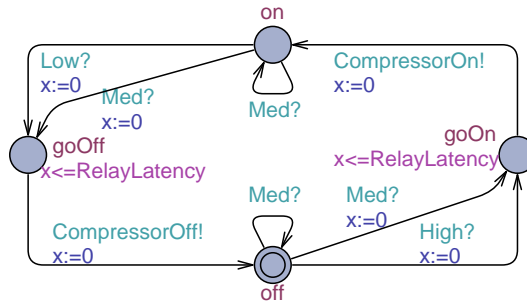 on
Low?
x:=0
Med?
x:=0
Med?
CompressorOn!
x:=0
goOff
x<=RelayLatency
goOn
x<=RelayLatency
CompressorOff!
x:=0
Med?
Med?
x:=0
High?
x:=0
off